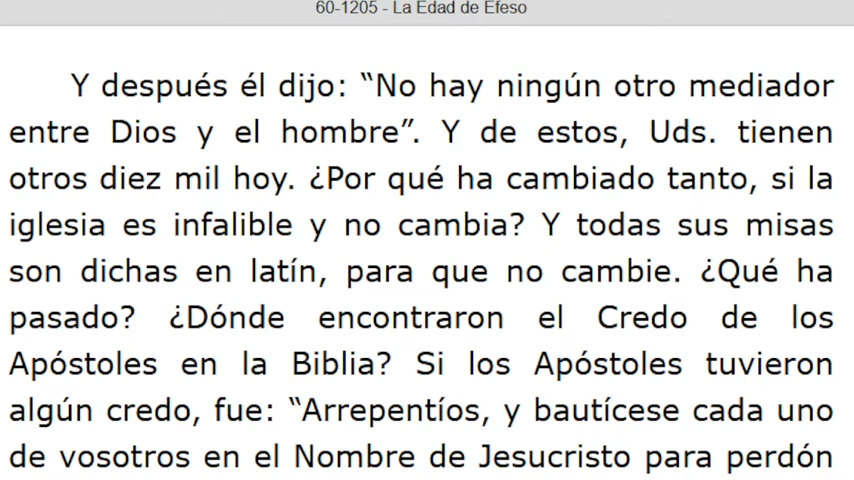 60-1205 - La Edad de Efeso
Y después él dijo: “No hay ningún otro mediador
entre Dios y el hombre”. Y de estos, Uds. tienen
otros diez mil hoy. ¿Por qué ha cambiado tanto, si la
iglesia es infalible y no cambia? Y todas sus misas
son dichas en latín, para que no cambie. ¿Qué ha
pasado? ¿Dónde encontraron el Credo de los
Apóstoles en la Biblia? Si los Apóstoles tuvieron
algún credo, fue: “Arrepentíos, y bautícese cada uno
de vosotros en el Nombre de Jesucristo para perdón